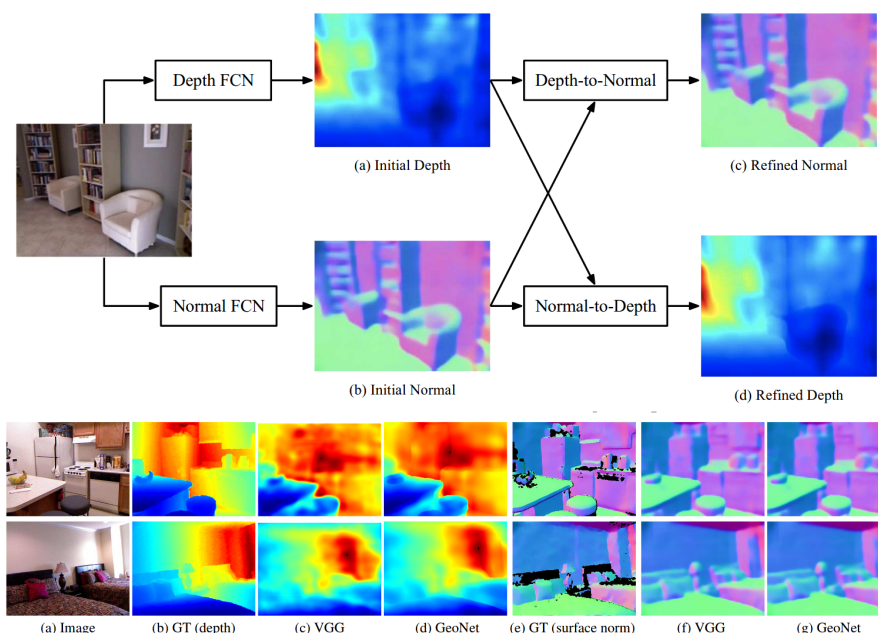 Depth FCN
Depth-to-Normal
(a) Initial Depth
(c) Refined Normal
Normal FCN
Normal-to-Depth
(b) Initial Normal
(d) Refined Depth
(a) Image
(b) GT (depth)
(c) VGG
(d) GeoNet
(e) GT (surface norm)
(f) VGG
(g) GeoNet